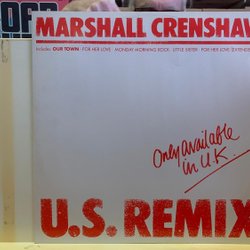 MARSHALL CRENSHAW
Includes: OUR TOWN · FOR HER LOVE · MONDAY MORNING ROCK · LITTLE SISTER · FOR HER LOVE (EXTENDED
Only available
in U.K.
U.S. REMIX